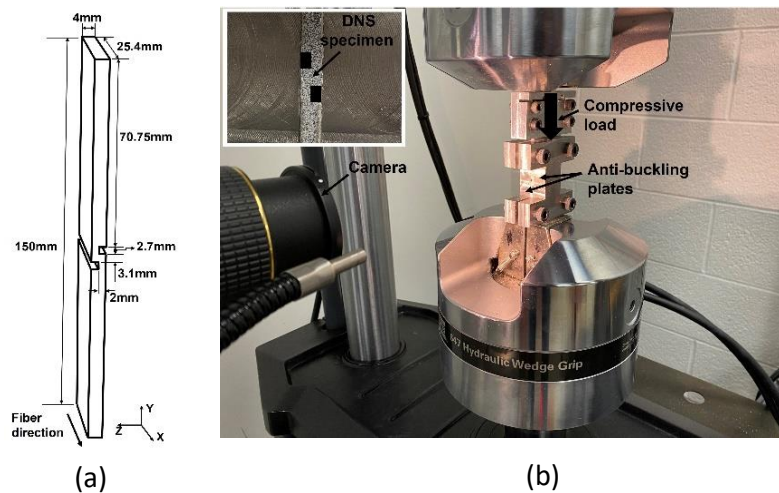 4mm
25.4mm
70.75mm
150mm
2.7mm
3.1mm
2mm
Fiber
direction
Y
Z
X
(a)
DNS
specimen
Camera
Compressive
load
Anti-buckling
plates
647 Hydraulic Wedge Grip
(b)